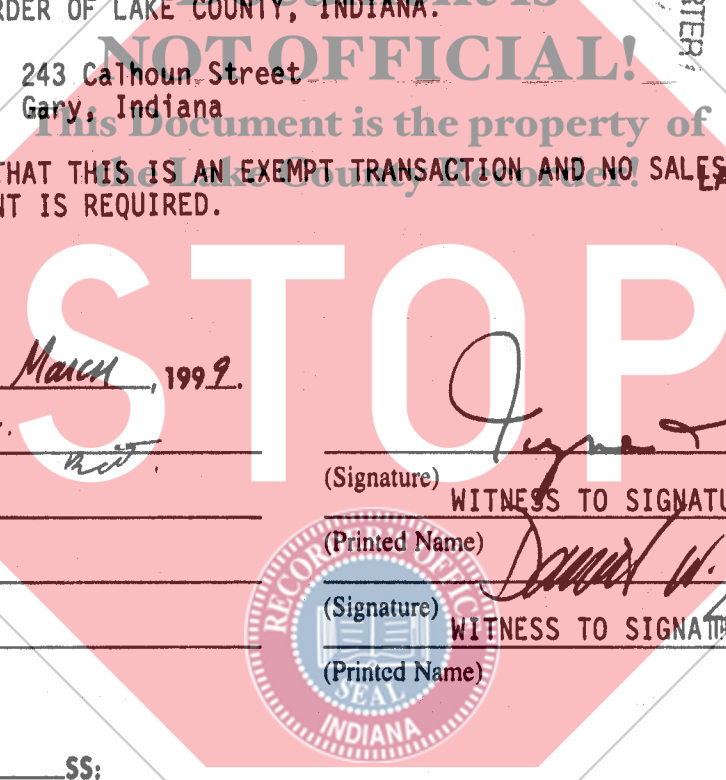 RDER OF LAKE COUNTY, INDIANA.
NOT OFFICIAL!
243 Calhoun Street
Gary, Indiana
This Document is the property of
the Lake County Recorder!
THAT THIS IS AN EXEMPT TRANSACTION AND NO SALES
NT IS REQUIRED.
STOP
March, 1999.
(Signature)
WITNESS TO SIGNATU
(Printed Name)
David W.
(Signature)
WITNESS TO SIGNAT
(Printed Name)
RECORDER'S OFFICE
SEAL
INDIANA
SS: